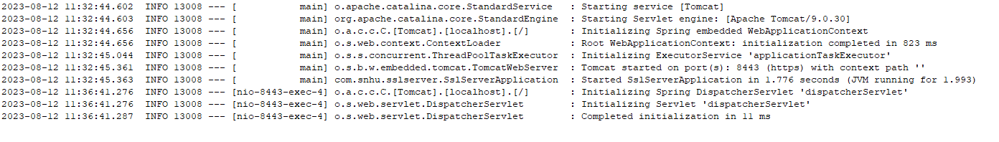 2023-08-12 11:32:44.602  INFO 13008 --- [           main] o.apache.catalina.core.StandardService   : Starting service [Tomcat]
2023-08-12 11:32:44.603  INFO 13008 --- [           main] org.apache.catalina.core.StandardEngine  : Starting Servlet engine: [Apache Tomcat/9.0.30]
2023-08-12 11:32:44.656  INFO 13008 --- [           main] o.a.c.c.C.[Tomcat].[localhost].[/]       : Initializing Spring embedded WebApplicationContext
2023-08-12 11:32:44.656  INFO 13008 --- [           main] o.s.web.context.ContextLoader            : Root WebApplicationContext: initialization completed in 823 ms
2023-08-12 11:32:45.044  INFO 13008 --- [           main] o.s.s.concurrent.ThreadPoolTaskExecutor  : Initializing ExecutorService 'applicationTaskExecutor'
2023-08-12 11:32:45.361  INFO 13008 --- [           main] o.s.b.w.embedded.tomcat.TomcatWebServer  : Tomcat started on port(s): 8443 (https) with context path ''
2023-08-12 11:32:45.363  INFO 13008 --- [           main] com.snhu.sslserver.SslServerApplication  : Started SslServerApplication in 1.776 seconds (JVM running for 1.993)
2023-08-12 11:36:41.276  INFO 13008 --- [nio-8443-exec-4] o.a.c.c.C.[Tomcat].[localhost].[/]       : Initializing Spring DispatcherServlet 'dispatcherServlet'
2023-08-12 11:36:41.276  INFO 13008 --- [nio-8443-exec-4] o.s.web.servlet.DispatcherServlet        : Initializing Servlet 'dispatcherServlet'
2023-08-12 11:36:41.287  INFO 13008 --- [nio-8443-exec-4] o.s.web.servlet.DispatcherServlet        : Completed initialization in 11 ms